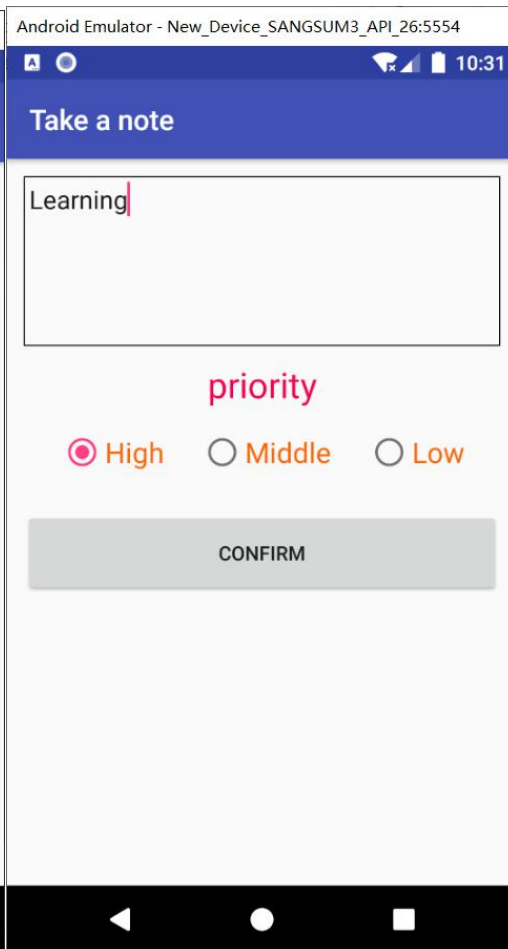 Android Emulator - New_Device_SANGSUM3_API_26:5554
A 10:31
Take a note
Learning
priority
High Middle Low
CONFIRM